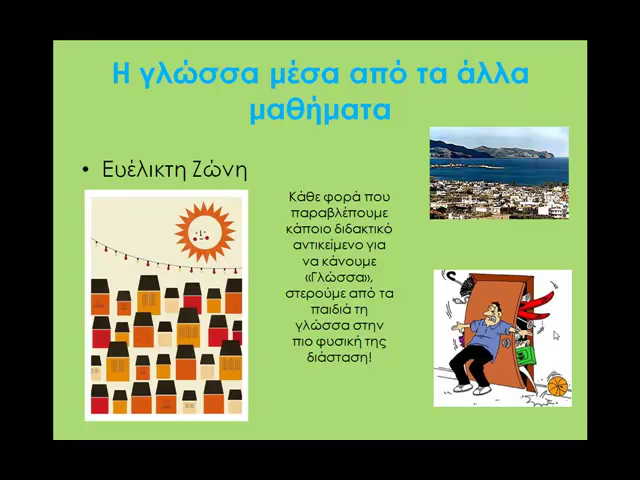 Η γλώσσα μέσα από τα άλλα
μαθήματα
• Ευέλικτη Ζώνη
Κάθε φορά που
παραβλέπουμε
κάποιο διδακτικό
αντικείμενο για
να κάνουμε
«Γλώσσα»,
στερούμε από τα
παιδιά τη
γλώσσα στην
πιο φυσική της
διάσταση!